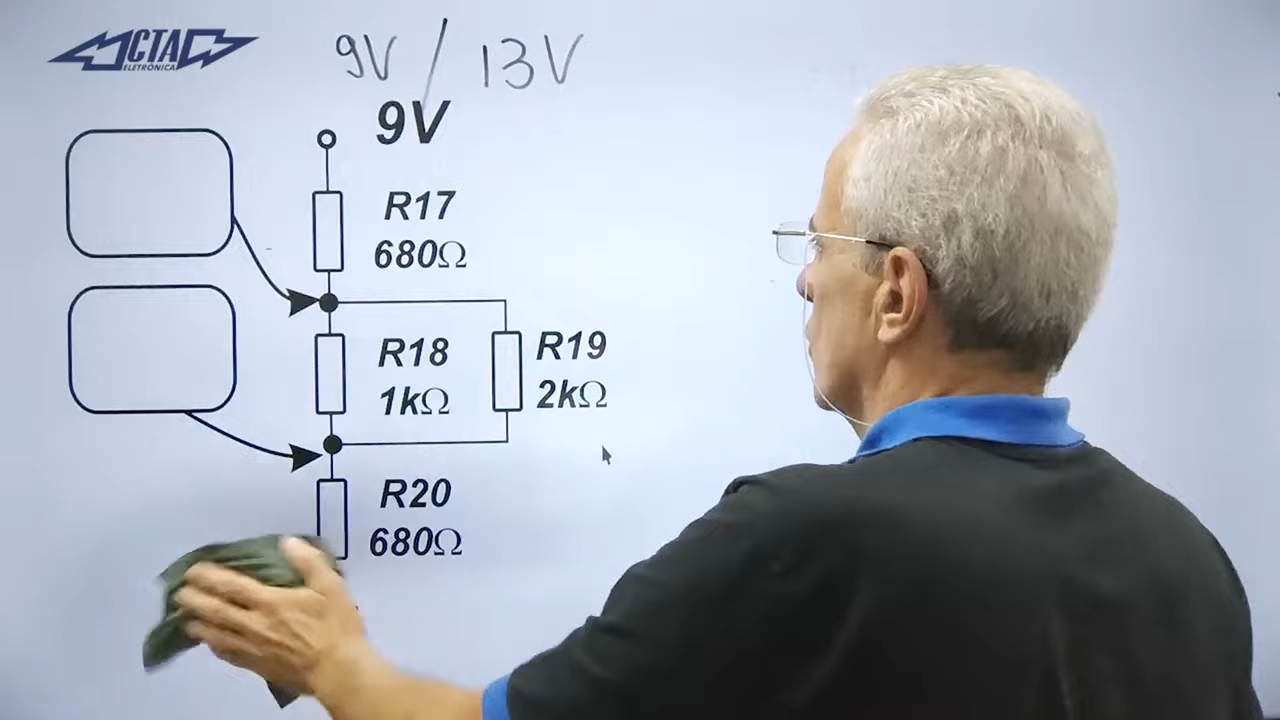 CTA
ELETRÔNICA
9V / 13V
9V
R17
680Ω
R18
1kΩ
R19
2kΩ
R20
680Ω